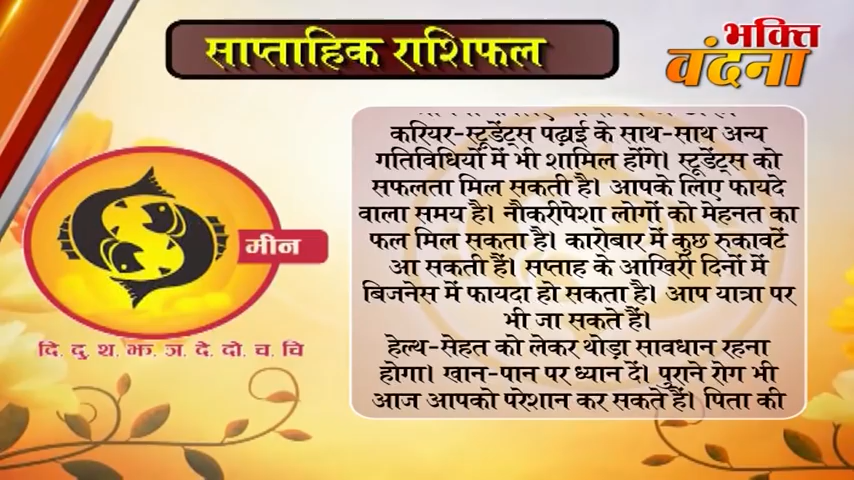 साप्ताहिक राशिफल
भक्ति
वंदना
करियर-स्टूडेंट्स पढ़ाई के साथ-साथ अन्य
गतिविधियों में भी शामिल होंगे। स्टूडेंट्स को
सफलता मिल सकती है। आपके लिए फायदे
वाला समय है। नौकरीपेशा लोगों को मेहनत का
फल मिल सकता है। कारोबार में कुछ रुकावटें
आ सकती हैं। सप्ताह के आखिरी दिनों में
बिजनेस में फायदा हो सकता है। आप यात्रा पर
भी जा सकते हैं।
हेल्थ-सेहत को लेकर थोड़ा सावधान रहना
होगा। खान-पान पर ध्यान दें। पुराने रोग भी
आज आपको परेशान कर सकते हैं। पिता की
मीन
दि, दु, श, झ, ञ, दे, दो, च, चि